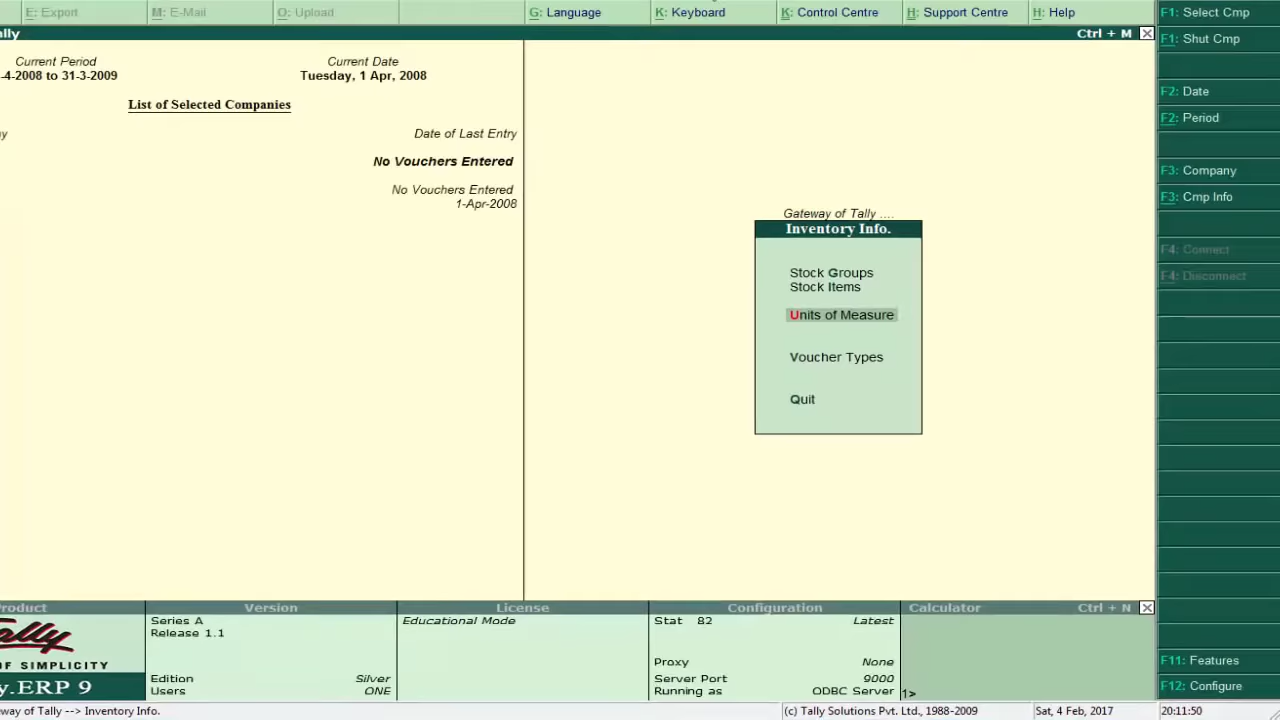 E: Export
M: E-Mail
O: Upload
G: Language
K: Keyboard
K: Control Centre
H: Support Centre
H: Help
lly
Ctrl + M
Current Period
-4-2008 to 31-3-2009
Current Date
Tuesday, 1 Apr, 2008
List of Selected Companies
y
Date of Last Entry
No Vouchers Entered
No Vouchers Entered
1-Apr-2008
Gateway of Tally ....
Inventory Info.
Stock Groups
Stock Items
Units of Measure
Voucher Types
Quit
F1: Select Cmp
F1: Shut Cmp
F2: Date
F2: Period
F3: Company
F3: Cmp Info
F4: Connect
F4: Disconnect
F11: Features
F12: Configure
Product
ally
OF SIMPLICITY
y.ERP 9
Version
Series A
Release 1.1
Edition Silver
Users ONE
License
Educational Mode
Configuration
Stat 82 Latest
Proxy None
Server Port 9000
Running as ODBC Server
Calculator Ctrl + N
1>
eway of Tally --> Inventory Info.
(c) Tally Solutions Pvt. Ltd., 1988-2009
Sat, 4 Feb, 2017
20:11:50